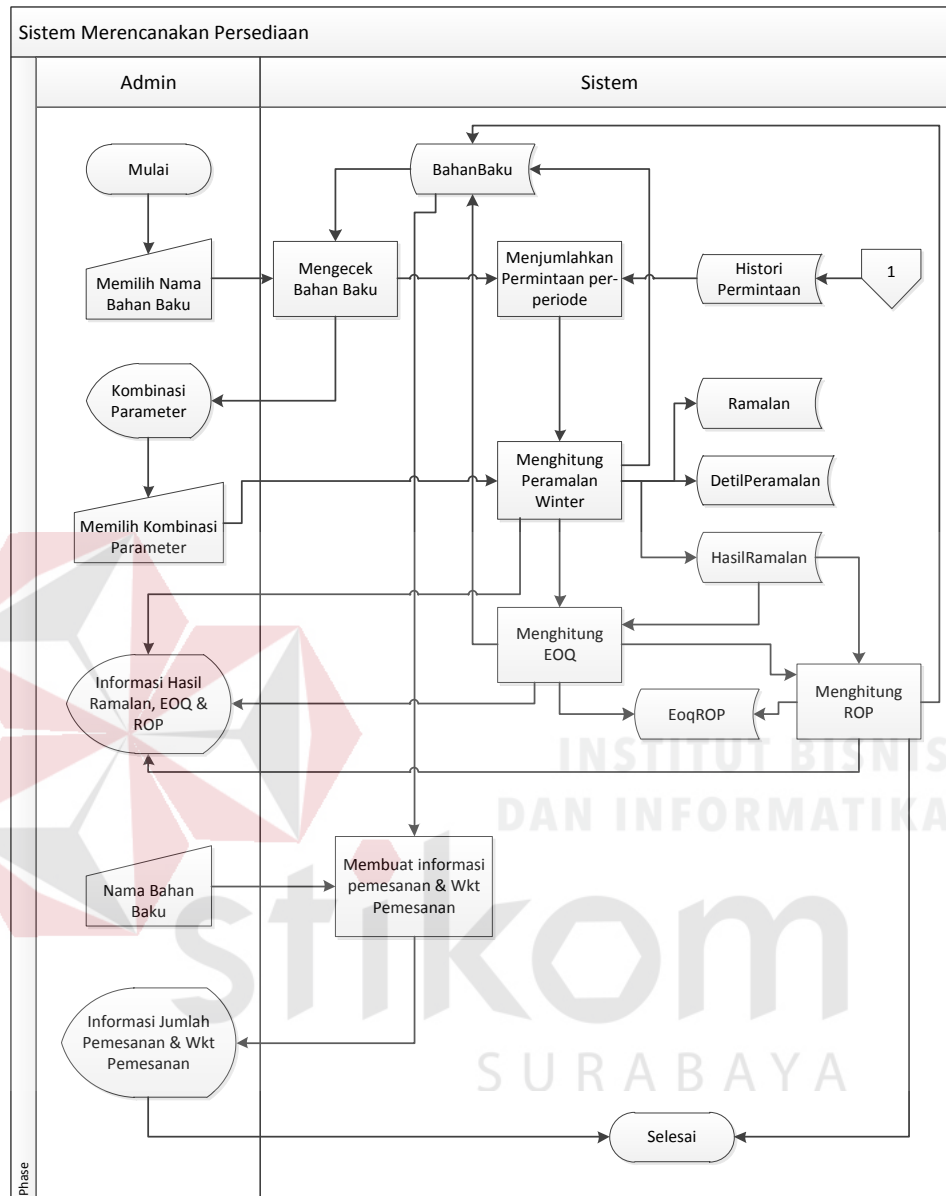 Sistem Merencanakan Persediaan
Admin
Sistem
Mulai
BahanBaku
Memilih Nama
Bahan Baku
Mengecek
Bahan Baku
Menjumlahkan
Permintaan per-
periode
Histori
Permintaan
1
Kombinasi
Parameter
Ramalan
Memilih Kombinasi
Parameter
Menghitung
Peramalan
Winter
DetilPeramalan
HasilRamalan
Menghitung
EOQ
Informasi Hasil
Ramalan, EOQ &
ROP
EoqROP
Menghitung
ROP
INSTITUT BISNIS
DAN INFORMATIKA
Nama Bahan
Baku
Membuat informasi
pemesanan & Wkt
Pemesanan
stikom
SURABAYA
Informasi Jumlah
Pemesanan & Wkt
Pemesanan
Selesai
Phase